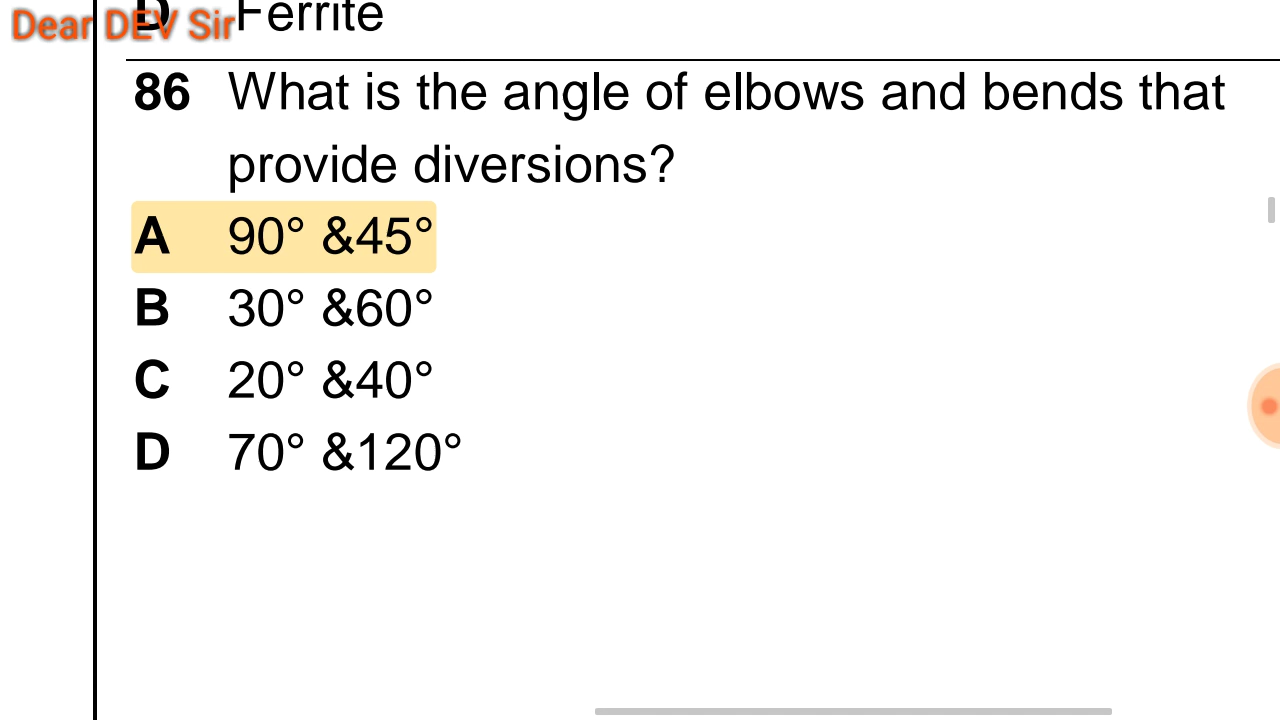 Dear DEV Sir
D Ferrite
86 What is the angle of elbows and bends that
provide diversions?
A 90° &45°
B 30° &60°
C 20° &40°
D 70° &120°